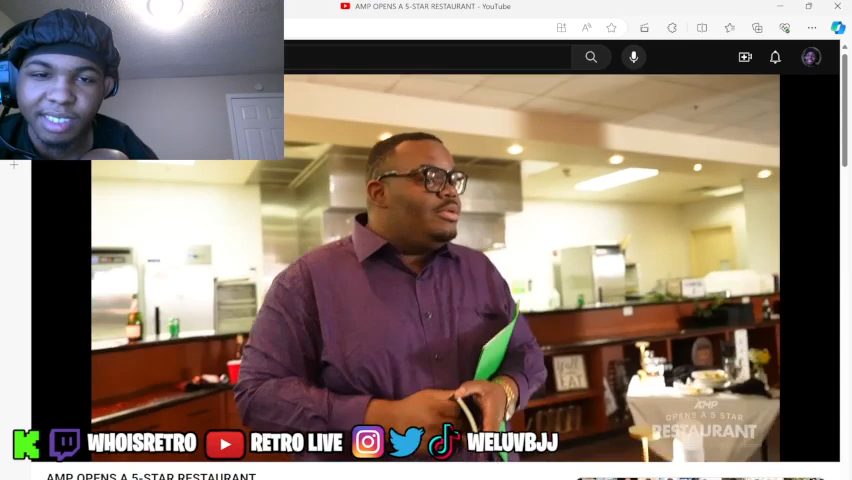 AMP OPENS A 5-STAR RESTAURANT - YouTube
EAT
AMP
OPENS A 5 STAR
RESTAURANT
WHOISRETRO
RETRO LIVE
WELUVBJJ
AMP OPENS A 5-STAR RESTAURANT